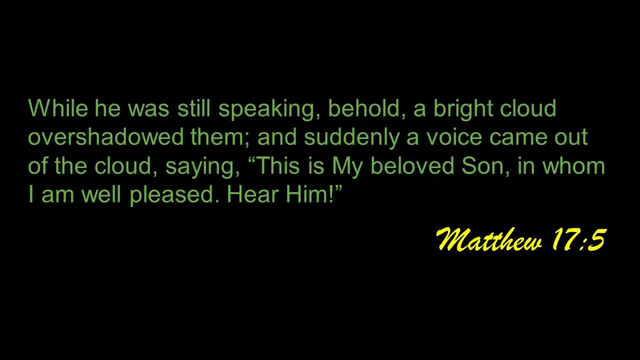 While he was still speaking, behold, a bright cloud
overshadowed them; and suddenly a voice came out
of the cloud, saying, “This is My beloved Son, in whom
I am well pleased. Hear Him!”
Matthew 17:5